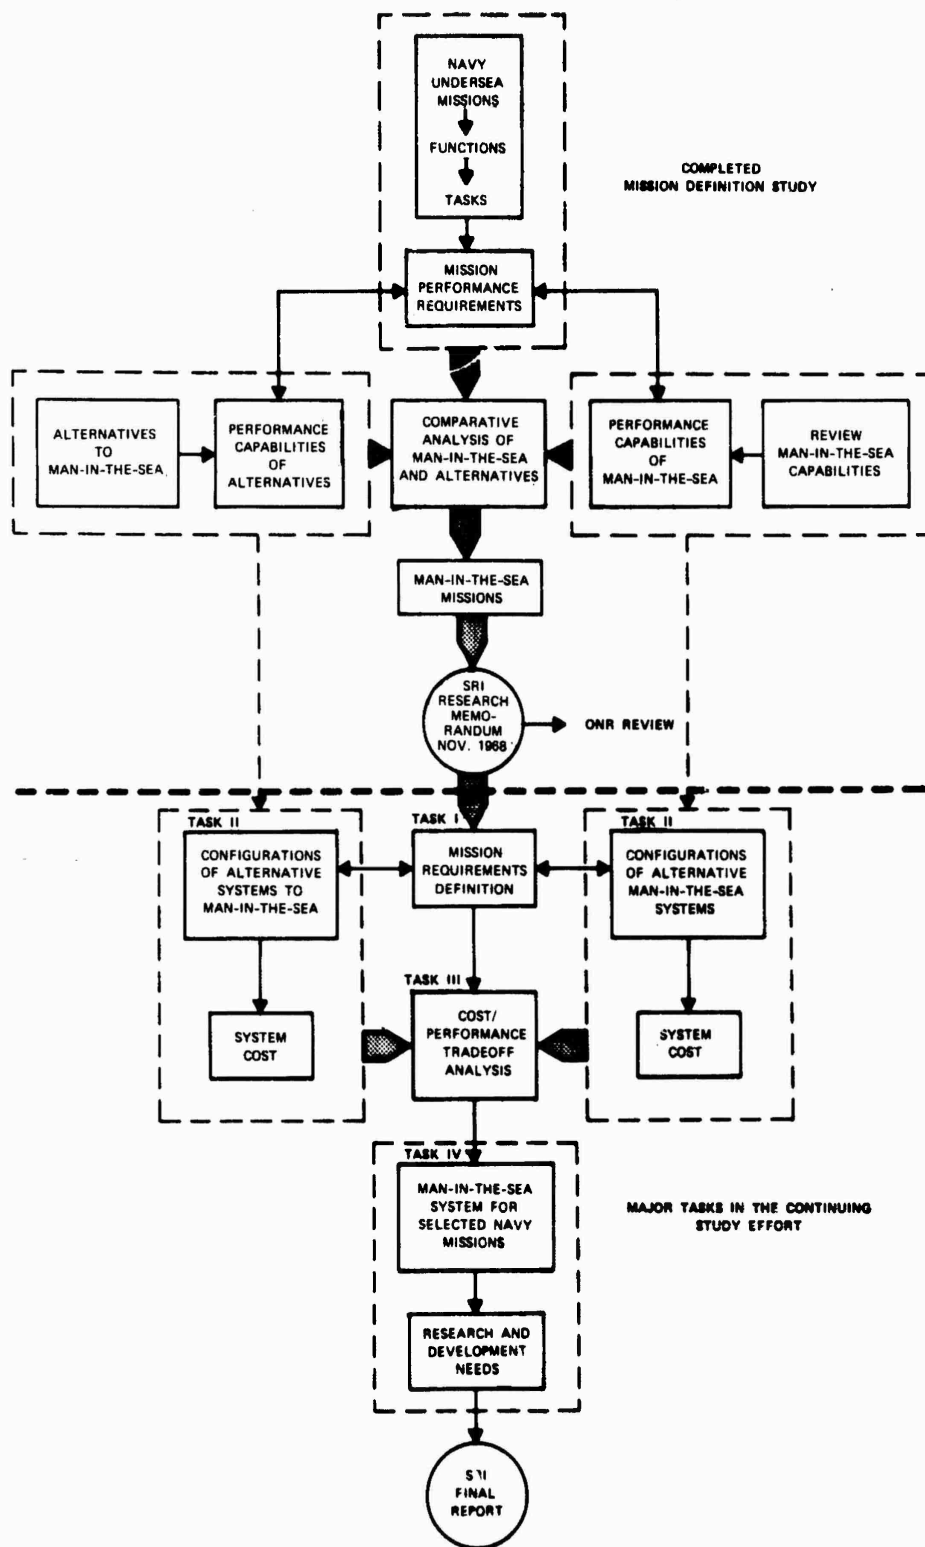 NAVY
UNDERSEA
MISSIONS
FUNCTIONS
TASKS
COMPLETED
MISSION DEFINITION STUDY
MISSION
PERFORMANCE
REQUIREMENTS
ALTERNATIVES
TO
MAN-IN-THE-SEA
PERFORMANCE
CAPABILITIES
OF
ALTERNATIVES
COMPARATIVE
ANALYSIS OF
MAN-IN-THE-SEA
AND ALTERNATIVES
PERFORMANCE
CAPABILITIES
OF
MAN-IN-THE-SEA
REVIEW
MAN-IN-THE-SEA
CAPABILITIES
MAN-IN-THE-SEA
MISSIONS
SRI
RESEARCH
MEMO-
RANDUM
NOV. 1968
ONR REVIEW
TASK II
CONFIGURATIONS
OF ALTERNATIVE
SYSTEMS TO
MAN-IN-THE-SEA
TASK I
MISSION
REQUIREMENTS
DEFINITION
TASK II
CONFIGURATIONS
OF ALTERNATIVE
MAN-IN-THE-SEA
SYSTEMS
SYSTEM
COST
TASK III
COST/
PERFORMANCE
TRADEOFF
ANALYSIS
SYSTEM
COST
TASK IV
MAN-IN-THE-SEA
SYSTEM FOR
SELECTED NAVY
MISSIONS
MAJOR TASKS IN THE CONTINUING
STUDY EFFORT
RESEARCH AND
DEVELOPMENT
NEEDS
SRI
FINAL
REPORT